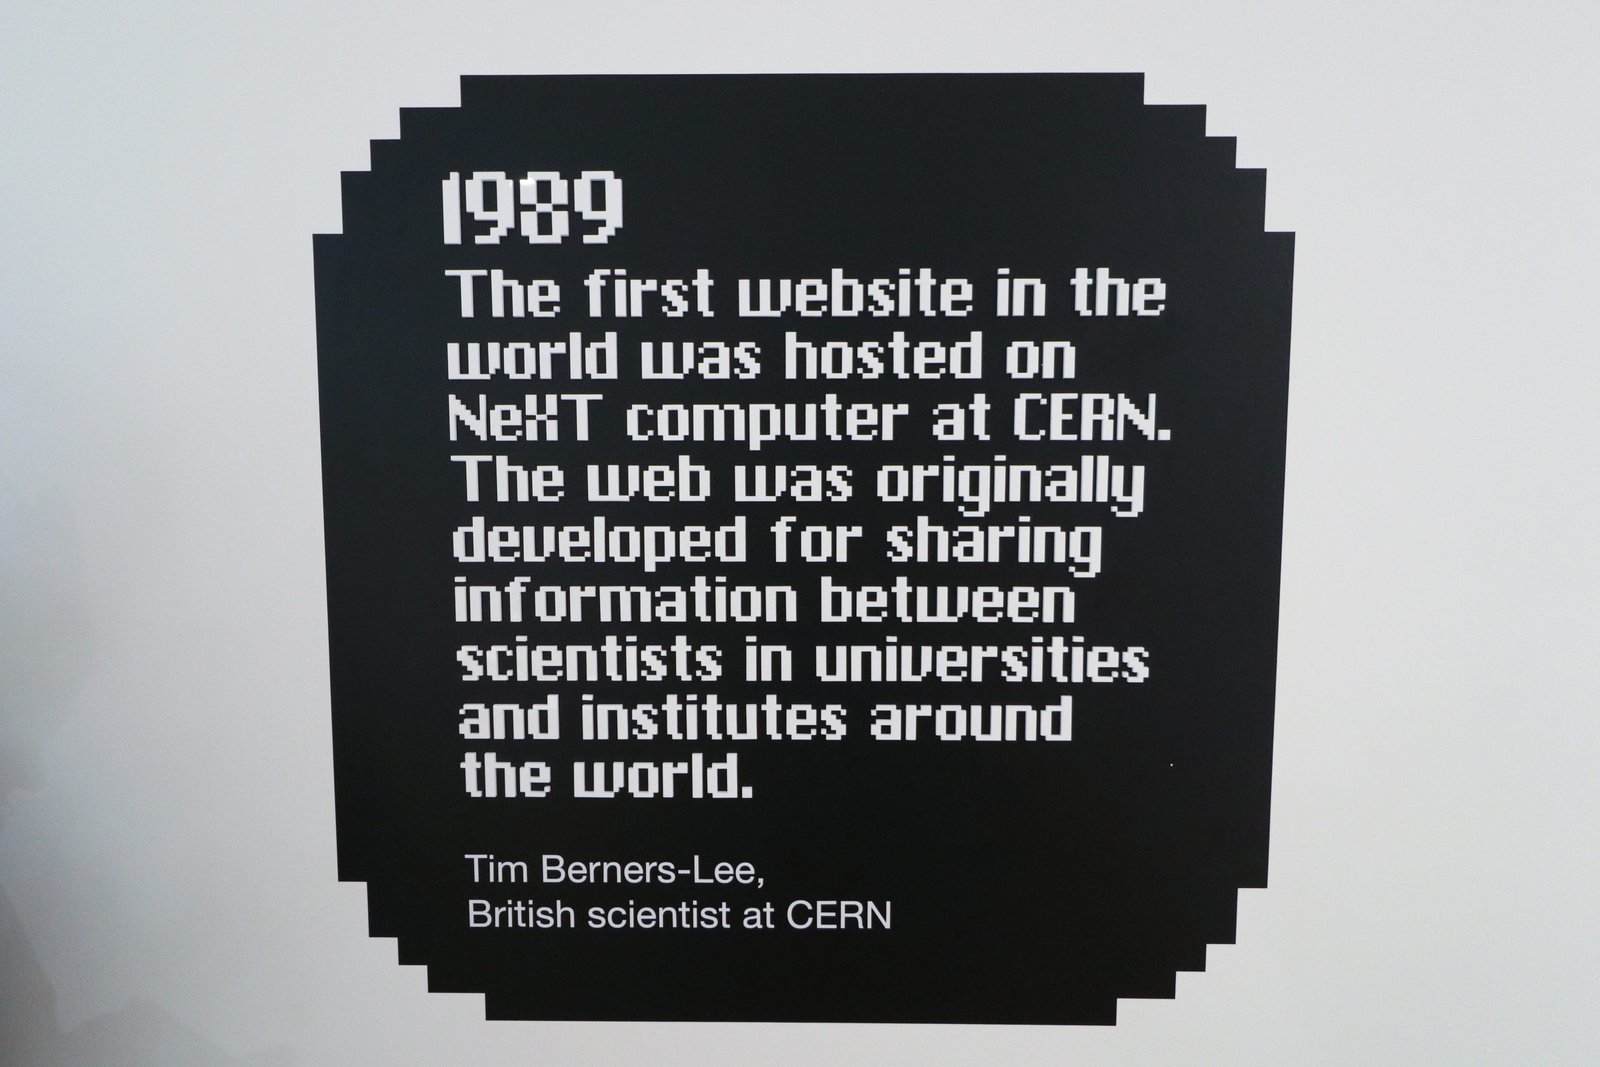 1989
The first website in the
world was hosted on
NeXT computer at CERN.
The web was originally
developed for sharing
information between
scientists in universities
and institutes around
the world.
Tim Berners-Lee,
British scientist at CERN